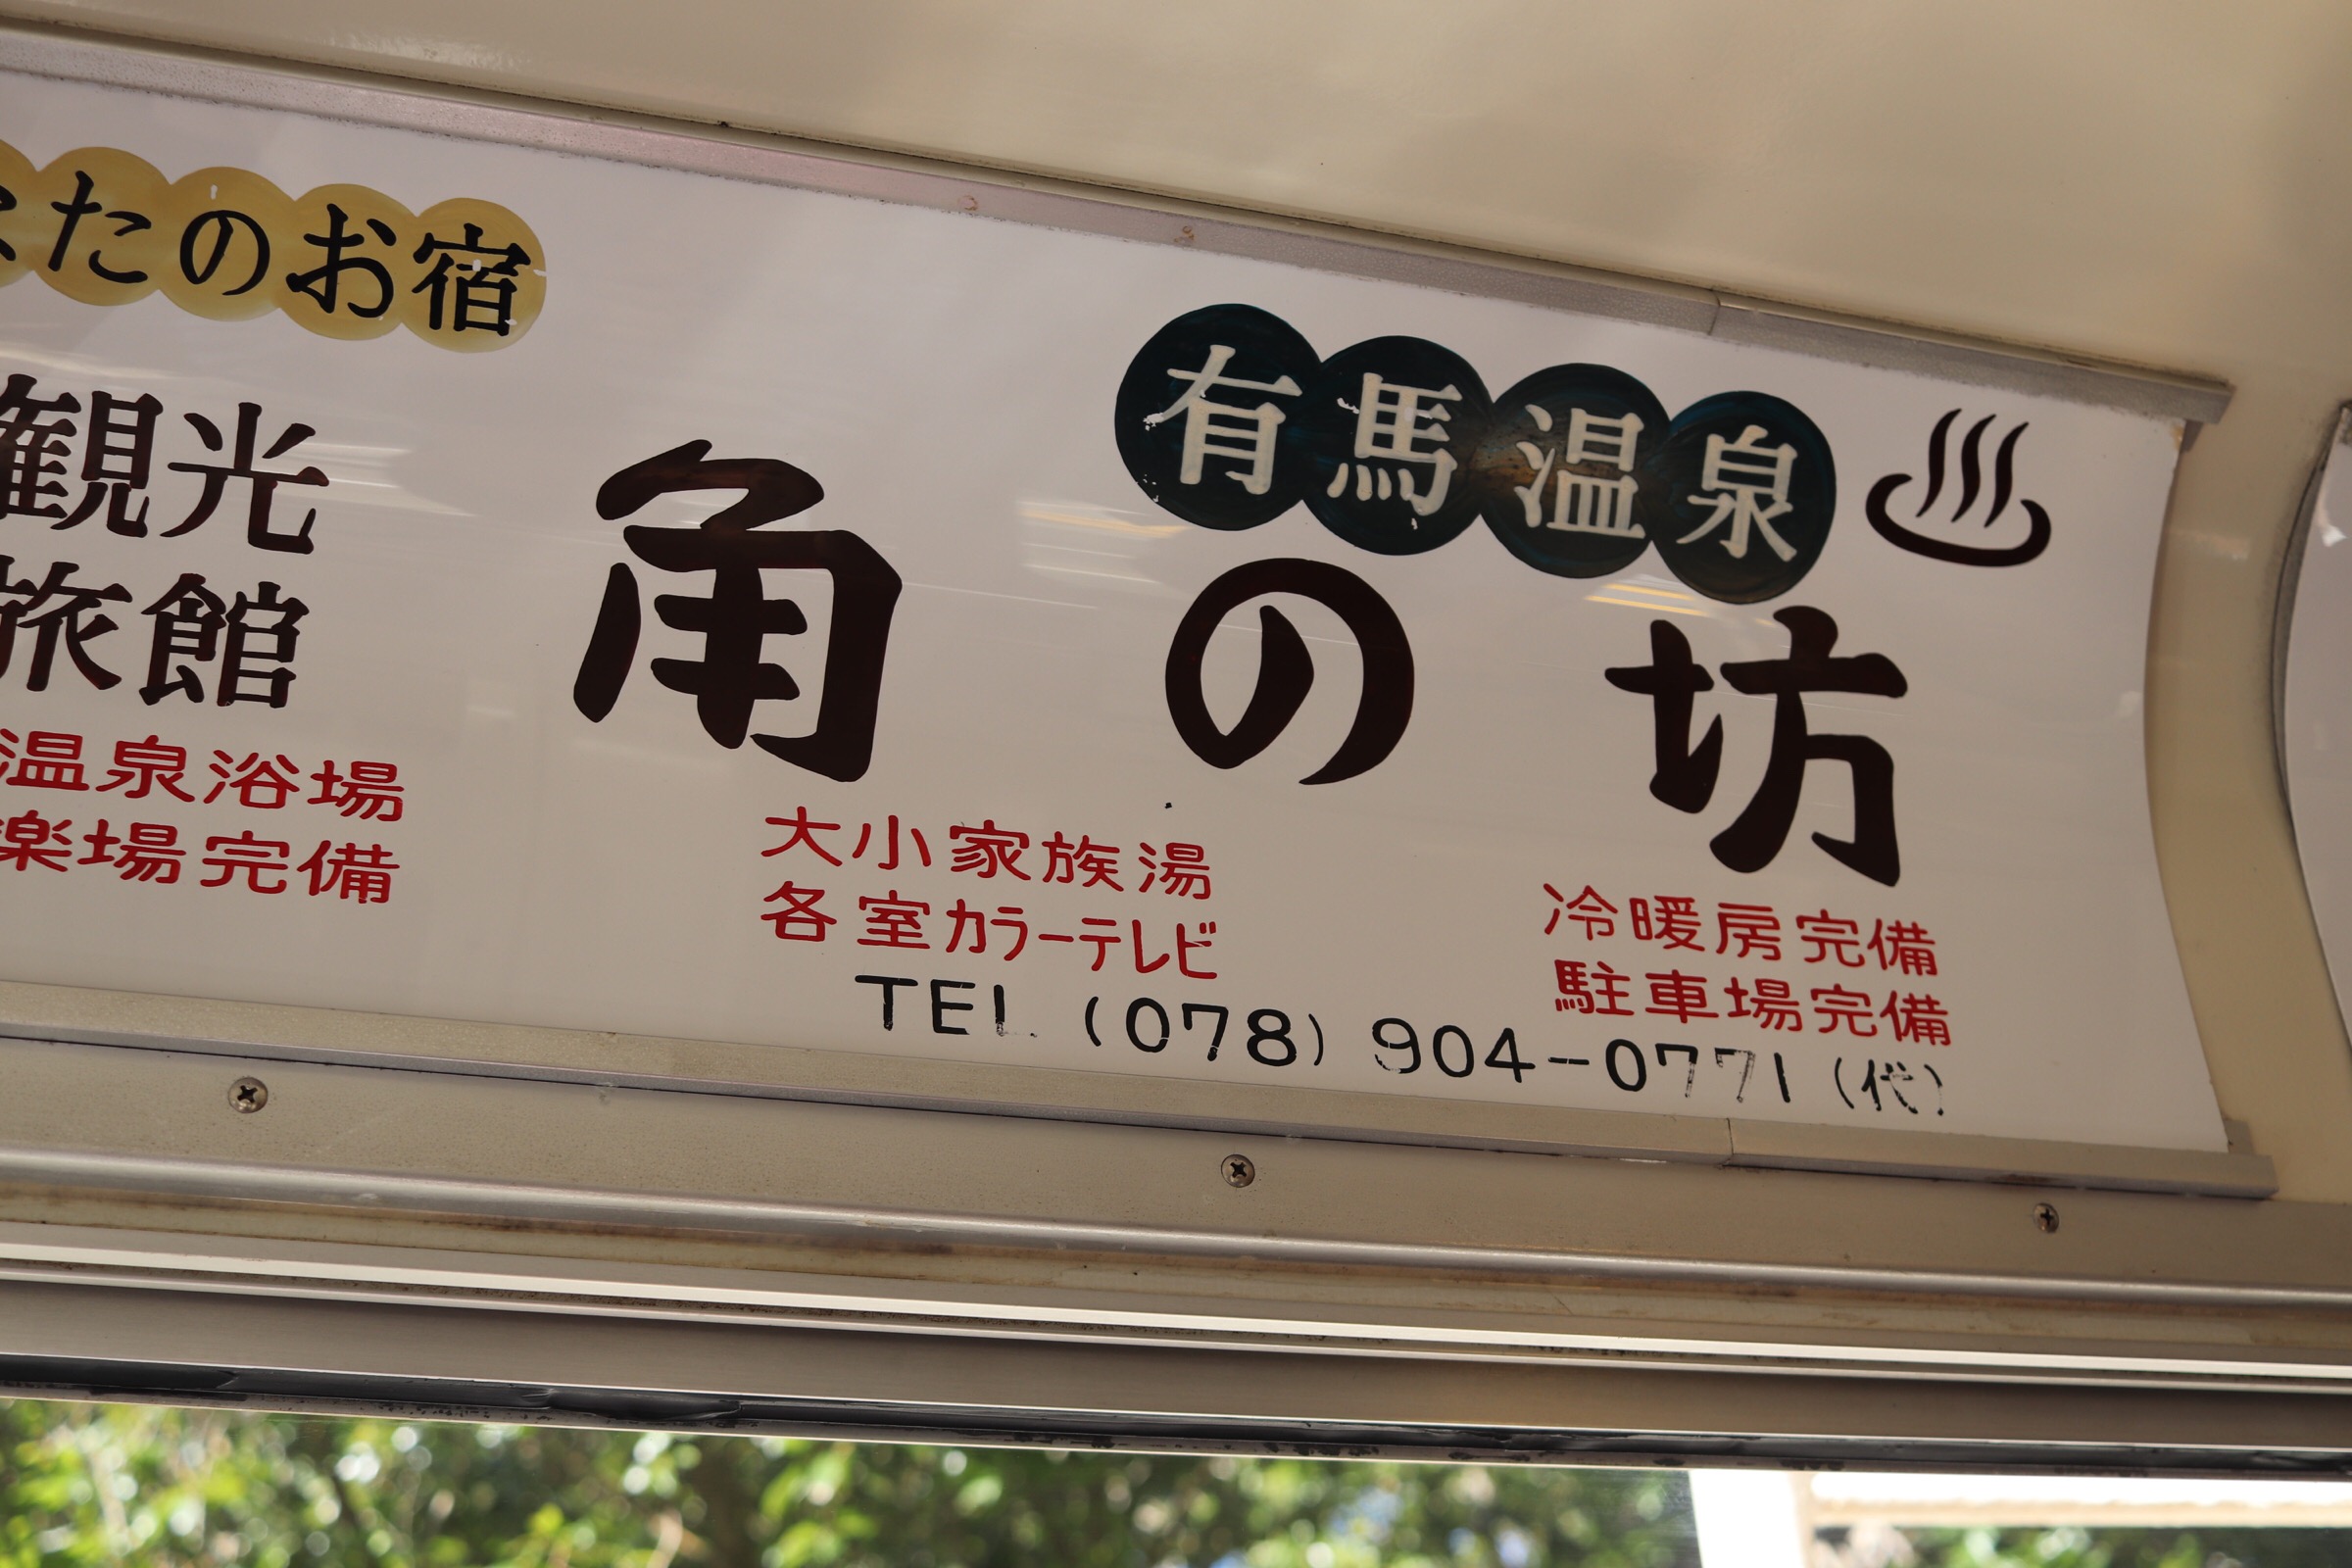 たのお宿
観光
旅館
温泉浴場
楽場完備
有馬温泉
角の坊
大小家族湯
各室カラーテレビ
冷暖房完備
駐車場完備
TEL (078) 904-0771 (代)